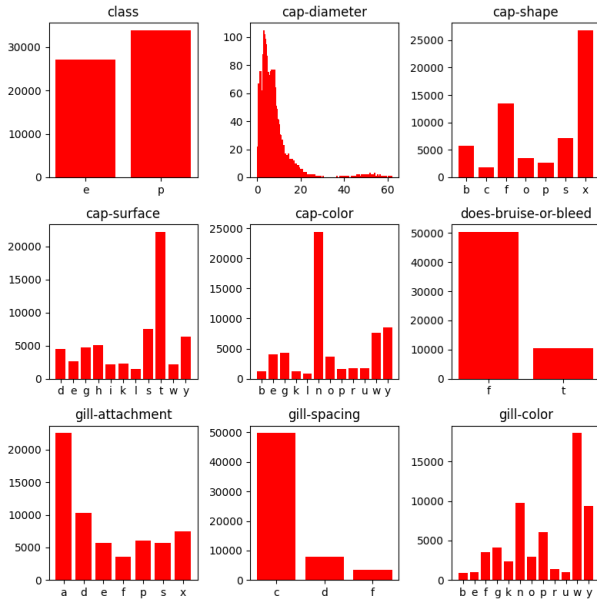 class
30000
20000
10000
0
e p
cap-diameter
100
80
60
40
20
0
0 20 40 60
cap-shape
25000
20000
15000
10000
5000
0
b c f o p s x
cap-surface
20000
15000
10000
5000
0
d e g h i k l s t w y
cap-color
25000
20000
15000
10000
5000
0
b e g k l n o p r u w y
does-bruise-or-bleed
50000
40000
30000
20000
10000
0
f t
gill-attachment
20000
15000
10000
5000
0
a d e f p s x
gill-spacing
50000
40000
30000
20000
10000
0
c d f
gill-color
15000
10000
5000
0
b e f g k n o p r u w y